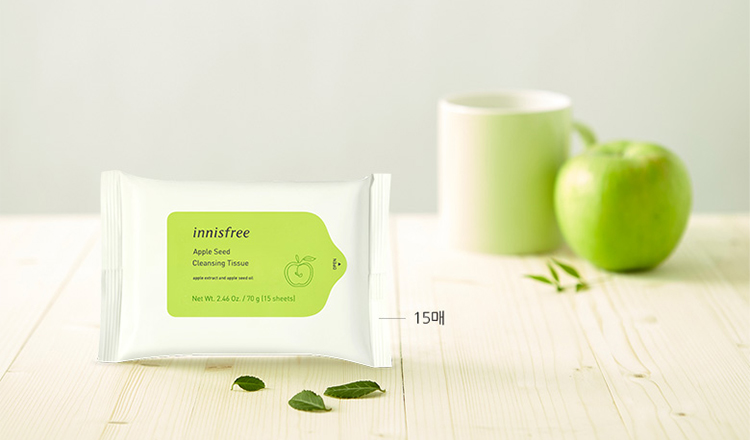 innisfree
Apple Seed
Cleansing Tissue
apple extract and apple seed oil
Net Wt. 2.46 Oz. / 70 g (15 sheets)
OPEN
15매